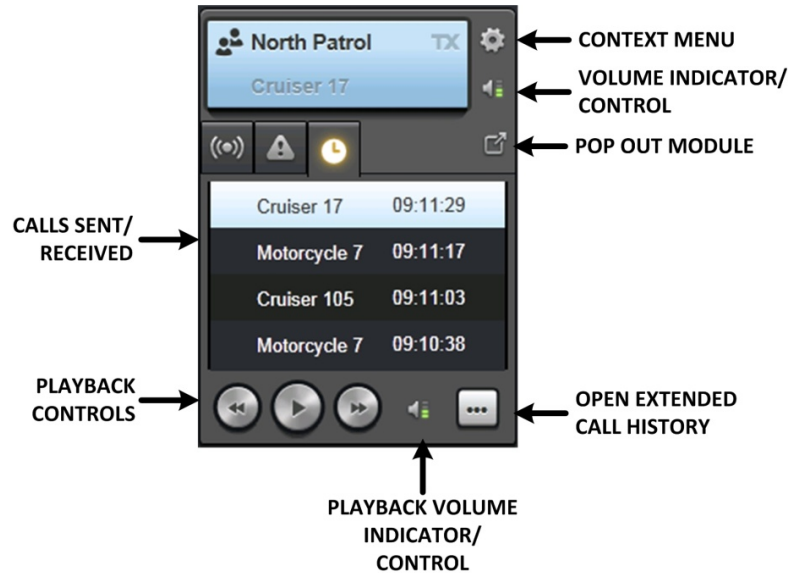 North Patrol TX
Cruiser 17
CONTEXT MENU
VOLUME INDICATOR/
CONTROL
POP OUT MODULE
CALLS SENT/
RECEIVED
Cruiser 17 09:11:29
Motorcycle 7 09:11:17
Cruiser 105 09:11:03
Motorcycle 7 09:10:38
PLAYBACK
CONTROLS
OPEN EXTENDED
CALL HISTORY
PLAYBACK VOLUME
INDICATOR/
CONTROL